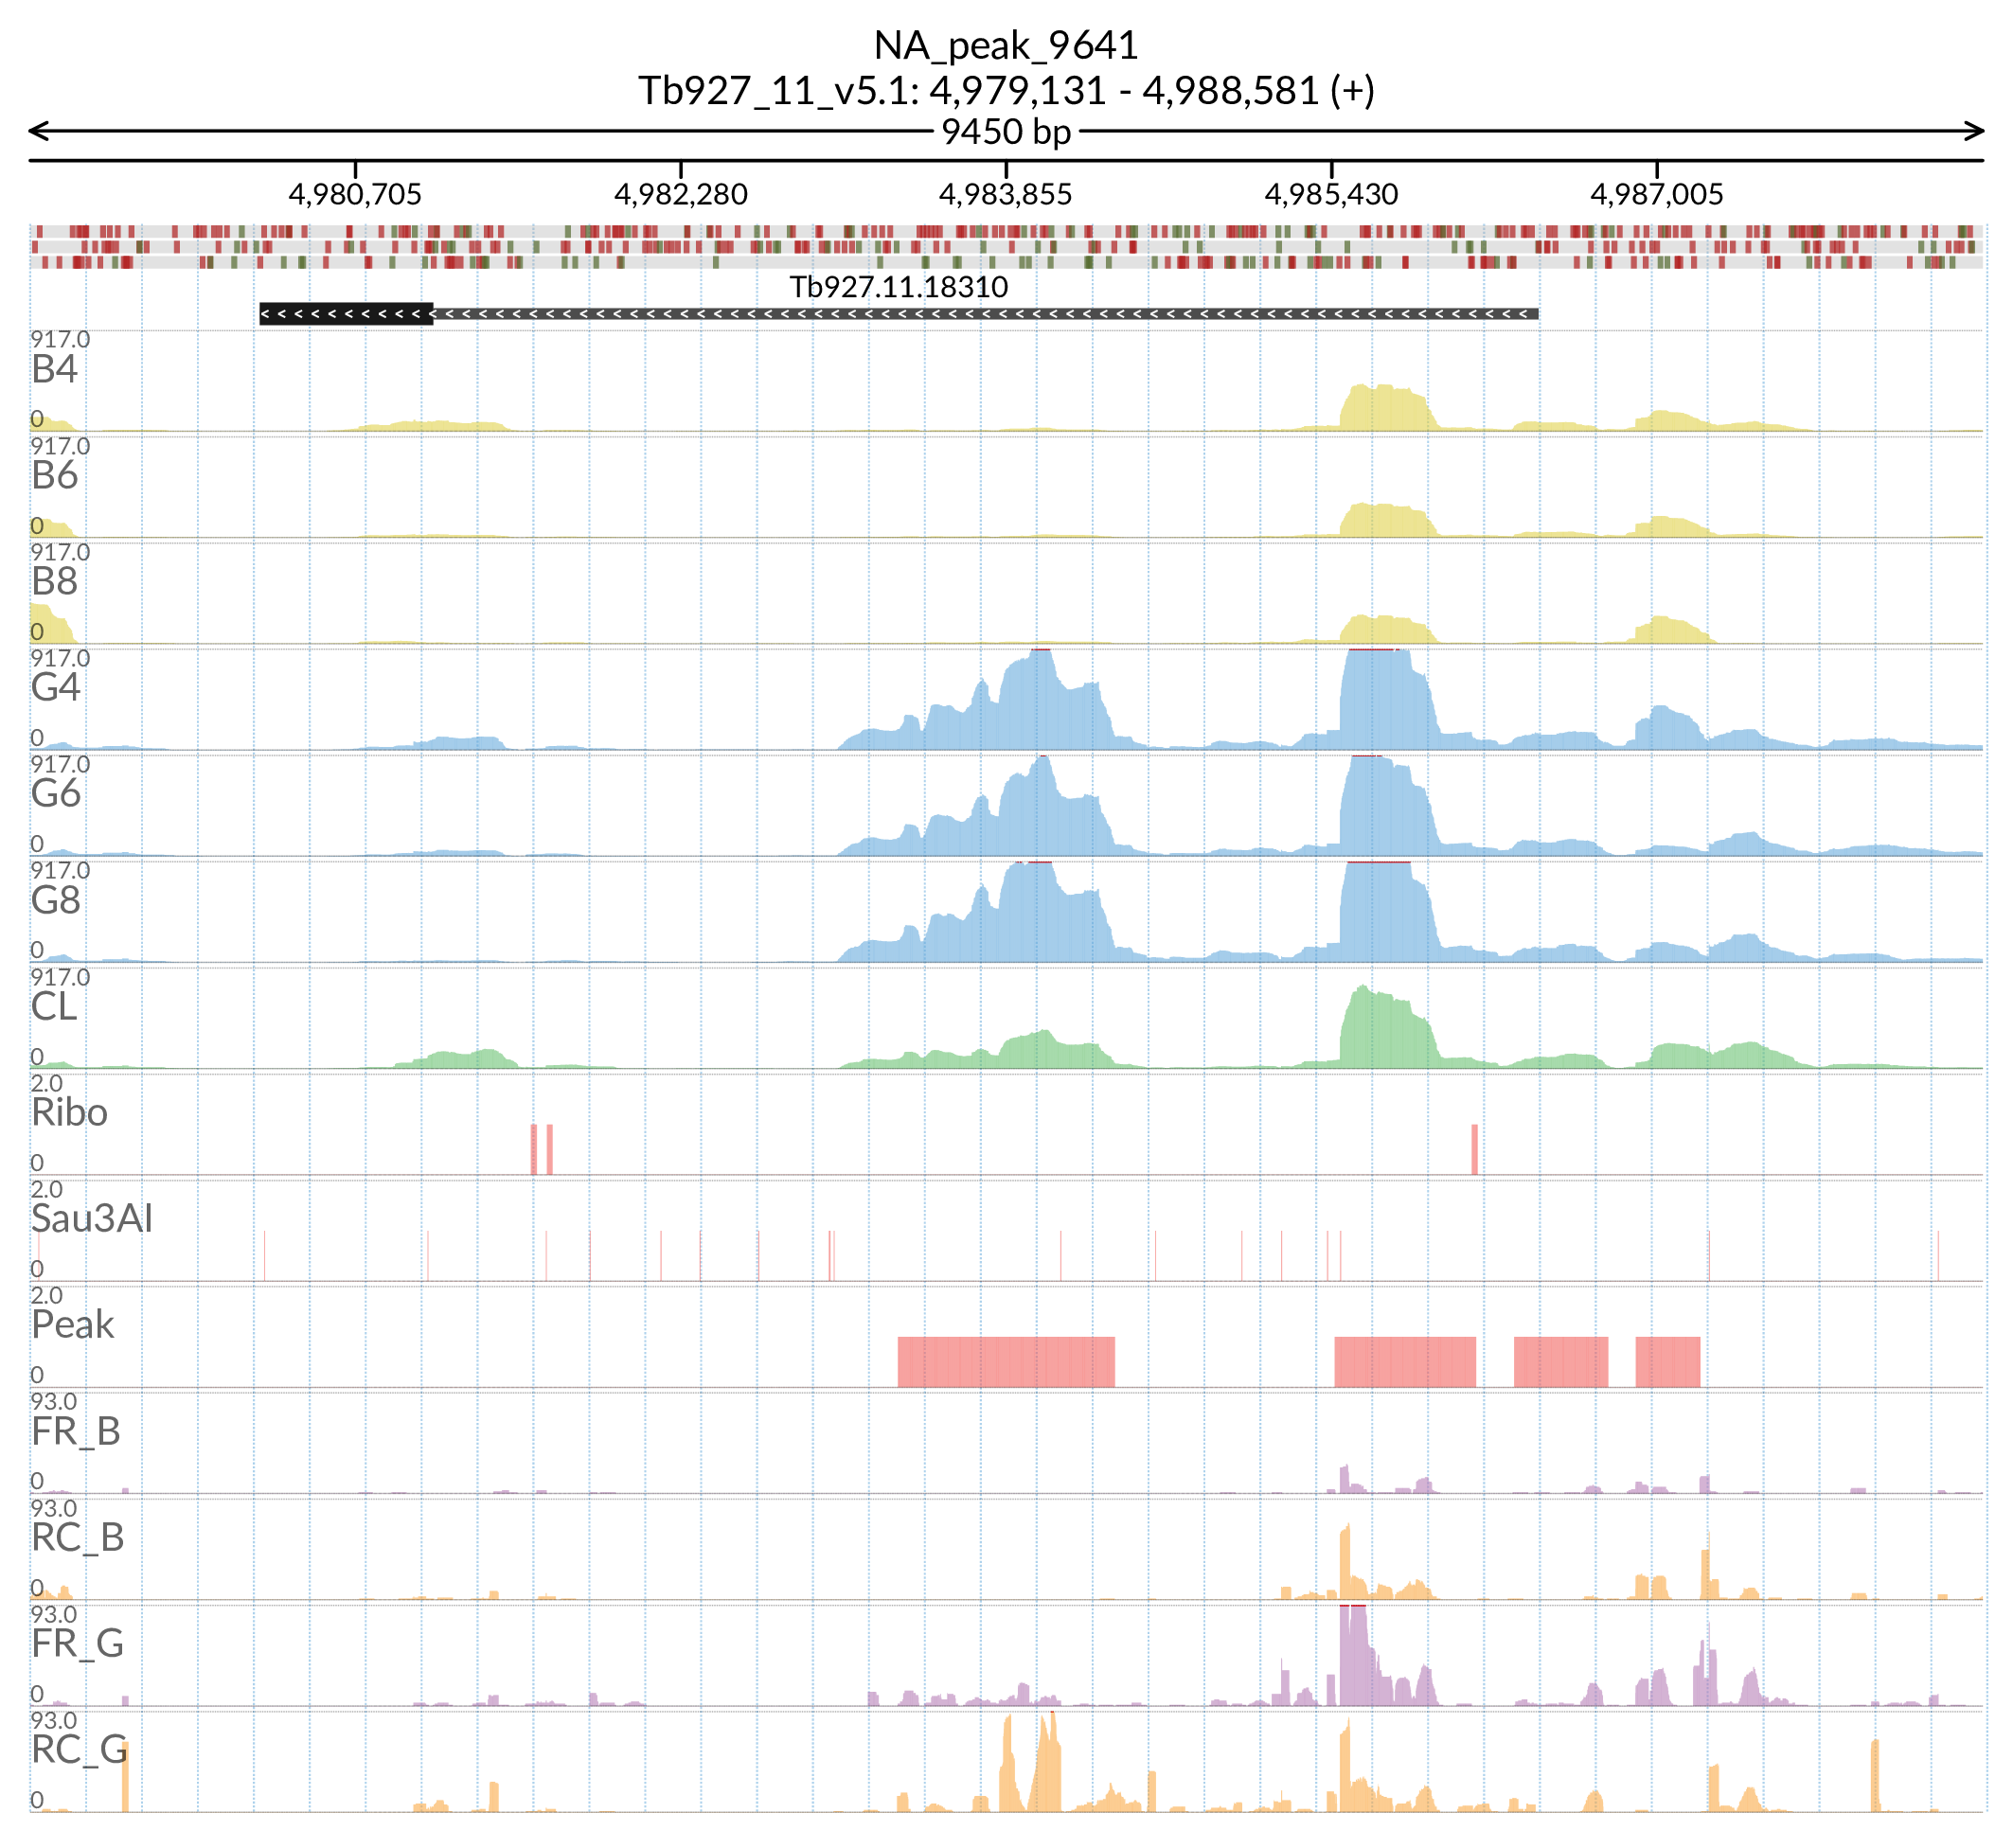 NA_peak_9641
Tb927_11_v5.1: 4,979,131 - 4,988,581 (+)
9450 bp
4,980,705 4,982,280 4,983,855 4,985,430 4,987,005
Tb927.11.18310
917.0
B4
0
917.0
B6
0
917.0
B8
0
917.0
G4
0
917.0
G6
0
917.0
G8
0
917.0
CL
0
2.0
Ribo
0
2.0
Sau3AI
0
2.0
Peak
0
93.0
FR_B
0
93.0
RC_B
0
93.0
FR_G
0
93.0
RC_G
0